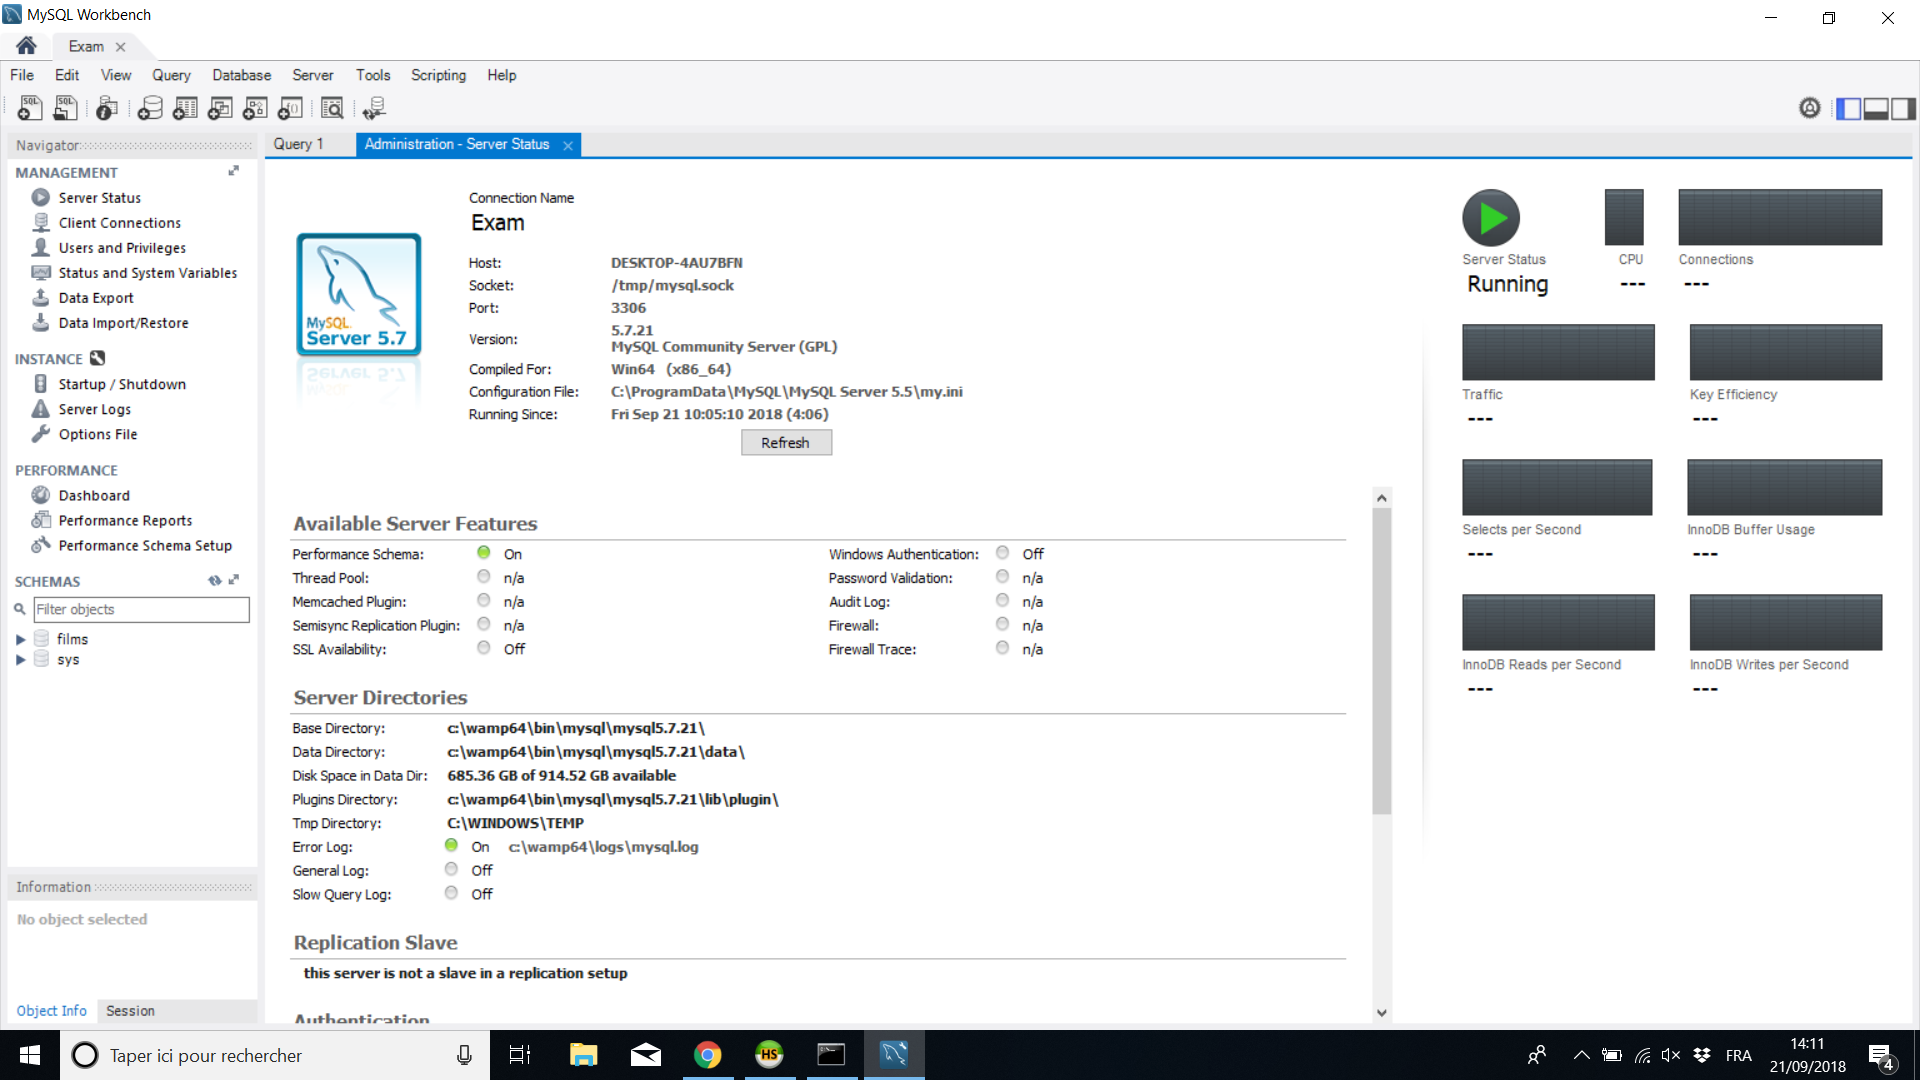 MySQL Workbench
Exam
File Edit View Query Database Server Tools Scripting Help
Navigator
MANAGEMENT
Server Status
Client Connections
Users and Privileges
Status and System Variables
Data Export
Data Import/Restore
INSTANCE
Startup / Shutdown
Server Logs
Options File
PERFORMANCE
Dashboard
Performance Reports
Performance Schema Setup
SCHEMAS
Filter objects
films
sys
Information
No object selected
Object Info Session
Query 1 Administration - Server Status
Connection Name
Exam
MySQL
Server 5.7
Host: DESKTOP-4AU7BFN
Socket: /tmp/mysql.sock
Port: 3306
Version: 5.7.21
MySQL Community Server (GPL)
Compiled For: Win64 (x86_64)
Configuration File: C:\ProgramData\MySQL\MySQL Server 5.5\my.ini
Running Since: Fri Sep 21 10:05:10 2018 (4:06)
Refresh
Available Server Features
Performance Schema: On Windows Authentication: Off
Thread Pool: n/a Password Validation: n/a
Memcached Plugin: n/a Audit Log: n/a
Semisync Replication Plugin: n/a Firewall: n/a
SSL Availability: Off Firewall Trace: n/a
Server Directories
Base Directory: c:\wamp64\bin\mysql\mysql5.7.21\
Data Directory: c:\wamp64\bin\mysql\mysql5.7.21\data\
Disk Space in Data Dir: 685.36 GB of 914.52 GB available
Plugins Directory: c:\wamp64\bin\mysql\mysql5.7.21\lib\plugin\
Tmp Directory: C:\WINDOWS\TEMP
Error Log: On c:\wamp64\logs\mysql.log
General Log: Off
Slow Query Log: Off
Replication Slave
this server is not a slave in a replication setup
Authentication
Server Status CPU Connections
Running --- ---
Traffic Key Efficiency
--- ---
Selects per Second InnoDB Buffer Usage
--- ---
InnoDB Reads per Second InnoDB Writes per Second
--- ---
Taper ici pour rechercher
HS
FRA
14:11
21/09/2018
4